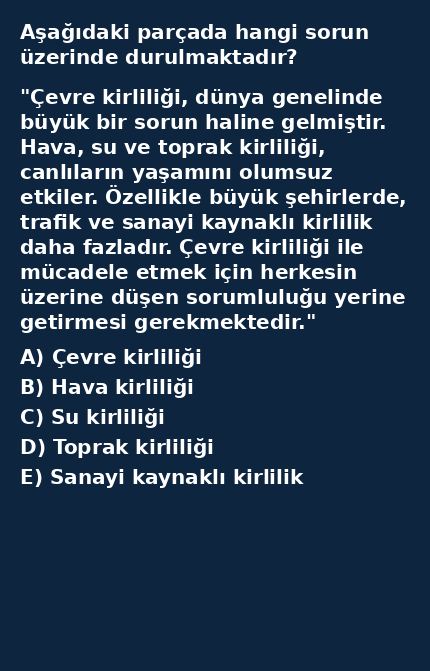 Aşağıdaki parçada hangi sorun
üzerinde durulmaktadır?
"Çevre kirliliği, dünya genelinde
büyük bir sorun haline gelmiştir.
Hava, su ve toprak kirliliği,
canlıların yaşamını olumsuz
etkiler. Özellikle büyük şehirlerde,
trafik ve sanayi kaynaklı kirlilik
daha fazladır. Çevre kirliliği ile
mücadele etmek için herkesin
üzerine düşen sorumluluğu yerine
getirmesi gerekmektedir."
A) Çevre kirliliği
B) Hava kirliliği
C) Su kirliliği
D) Toprak kirliliği
E) Sanayi kaynaklı kirlilik